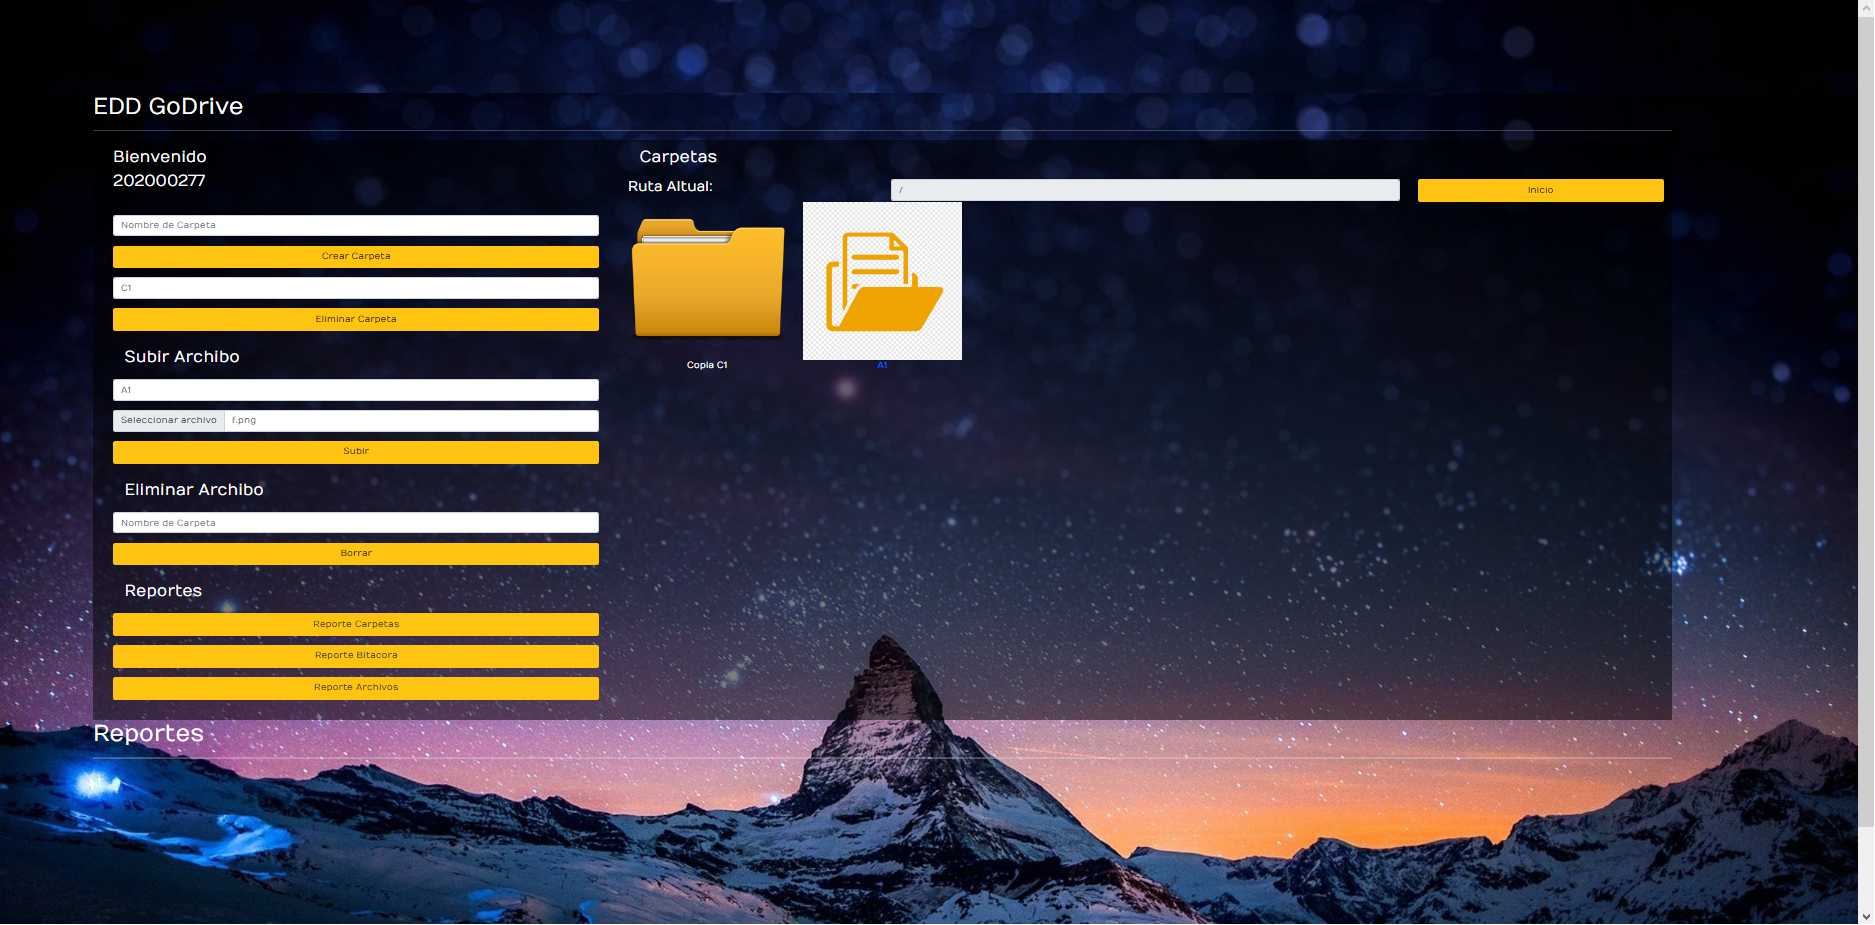 EDD GoDrive
Bienvenido
202000277
Nombre de Carpeta
Crear Carpeta
C1
Eliminar Carpeta
Subir Archibo
A1
Seleccionar archivo f.png
Subir
Eliminar Archibo
Nombre de Carpeta
Borrar
Reportes
Reporte Carpetas
Reporte Bitacora
Reporte Archivos
Carpetas
Ruta Altual:
/
Inicio
Copia C1
A1
Reportes